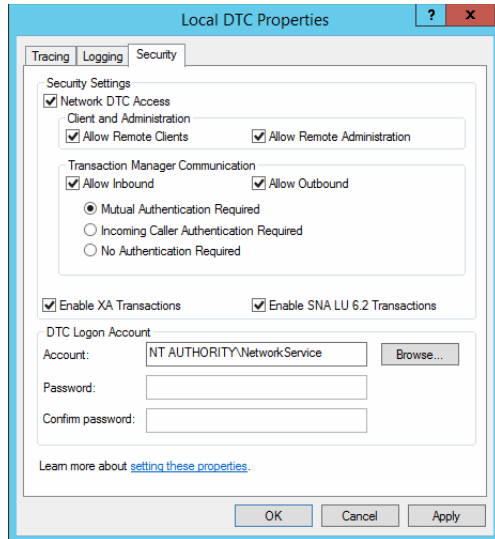 Local DTC Properties
? x
Tracing Logging Security
Security Settings
Network DTC Access
Client and Administration
Allow Remote Clients Allow Remote Administration
Transaction Manager Communication
Allow Inbound Allow Outbound
Mutual Authentication Required
Incoming Caller Authentication Required
No Authentication Required
Enable XA Transactions Enable SNA LU 6.2 Transactions
DTC Logon Account
Account: NT AUTHORITY\NetworkService Browse...
Password:
Confirm password:
Learn more about setting these properties.
OK Cancel Apply